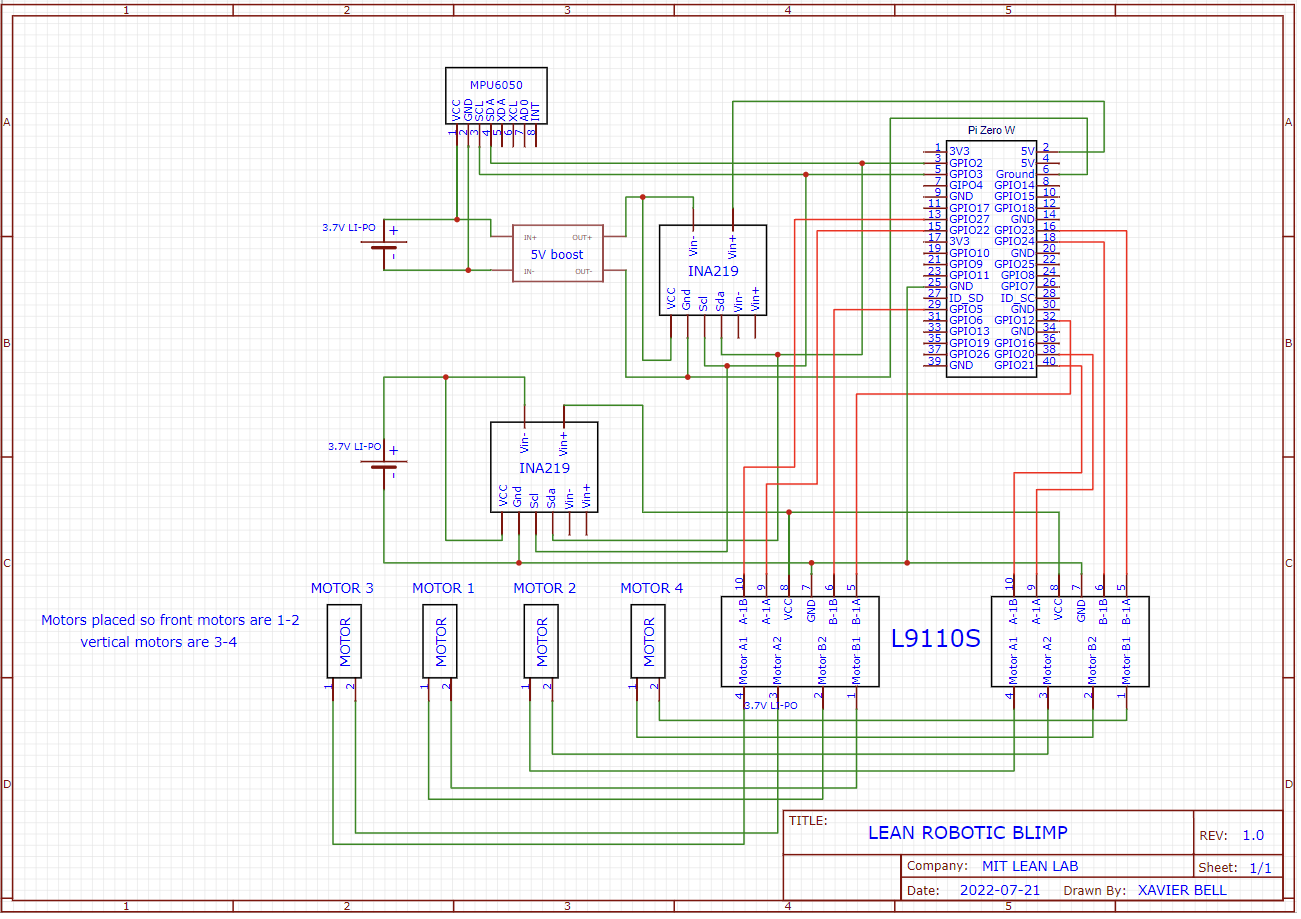 1 2 3 4 5
A
B
C
D
A
B
C
D
1 2 3 4 5
MPU6050
VCC
GND
SCL
SDA
XDA
XCL
AD0
INT
1 2 3 4 5 6 7 8
3.7V LI-PO
+
-
IN+ OUT+
5V boost
IN- OUT-
Vin-
Vin+
INA219
VCC
Gnd
Scl
Sda
Vin-
Vin+
Pi Zero W
1 3V3 5V 2
3 GPIO2 5V 4
5 GPIO3 Ground 6
7 GIPO4 GPIO14 8
9 GND GPIO15 10
11 GPIO17 GPIO18 12
13 GPIO27 GND 14
15 GPIO22 GPIO23 16
17 3V3 GPIO24 18
19 GPIO10 GND 20
21 GPIO9 GPIO25 22
23 GPIO11 GPIO8 24
25 GND GPIO7 26
27 ID_SD ID_SC 28
29 GPIO5 GND 30
31 GPIO6 GPIO12 32
33 GPIO13 GND 34
35 GPIO19 GPIO16 36
37 GPIO26 GPIO20 38
39 GND GPIO21 40
3.7V LI-PO
+
-
Vin-
Vin+
INA219
VCC
Gnd
Scl
Sda
Vin-
Vin+
Motors placed so front motors are 1-2
vertical motors are 3-4
MOTOR 3
MOTOR
1 2
MOTOR 1
MOTOR
1 2
MOTOR 2
MOTOR
1 2
MOTOR 4
MOTOR
1 2
10 9 8 7 6 5
A-1B
A-1A
VCC
GND
B-1B
B-1A
Motor A1
Motor A2
Motor B2
Motor B1
4 3 2 1
3.7V LI-PO
L9110S
10 9 8 7 6 5
A-1B
A-1A
VCC
GND
B-1B
B-1A
Motor A1
Motor A2
Motor B2
Motor B1
4 3 2 1
TITLE:
LEAN ROBOTIC BLIMP
REV: 1.0
Company: MIT LEAN LAB
Sheet: 1/1
Date: 2022-07-21 Drawn By: XAVIER BELL